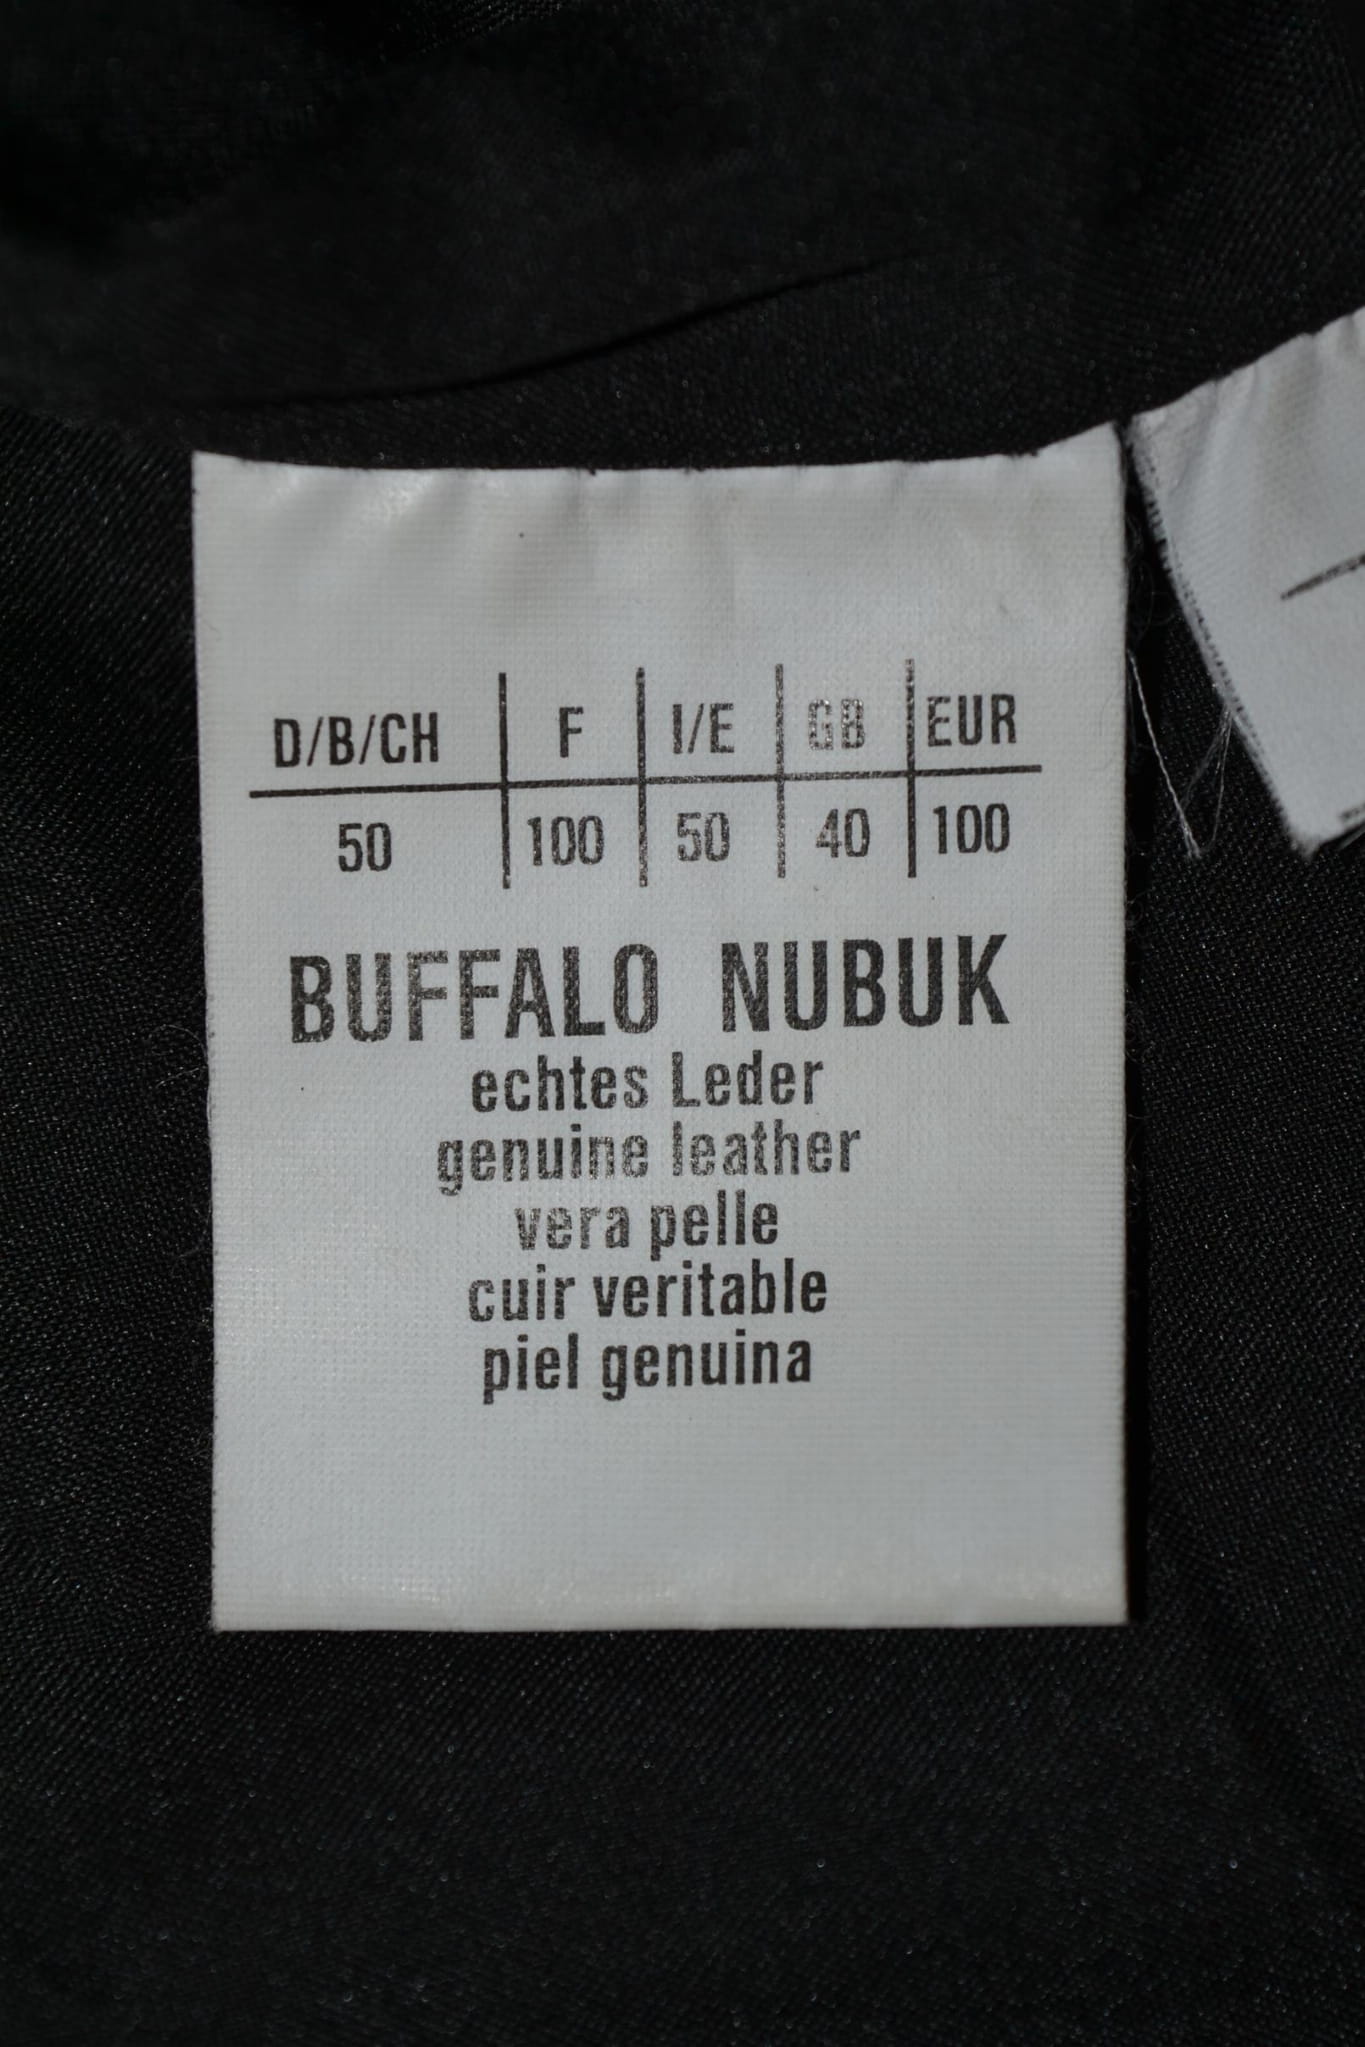 D/B/CH F I/E GB EUR
50 100 50 40 100
BUFFALO NUBUK
echtes Leder
genuine leather
vera pelle
cuir veritable
piel genuina